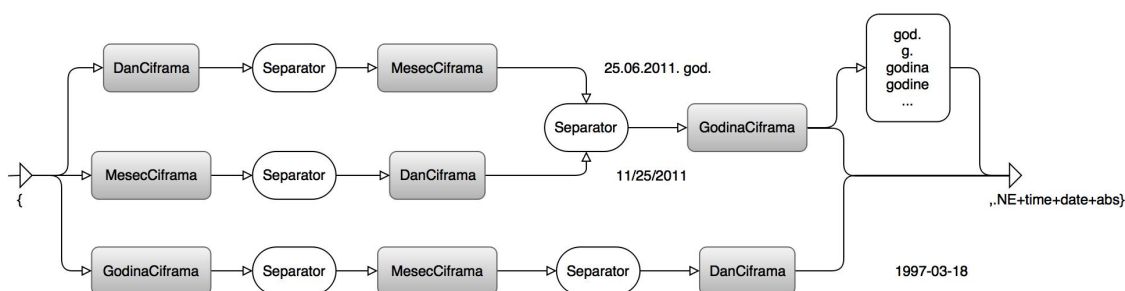 god.
g.
godina
godine
...
DanCiframa
Separator
MesecCiframa
25.06.2011. god.
Separator
GodinaCiframa
MesecCiframa
Separator
DanCiframa
11/25/2011
{
,.NE+time+date+abs}
GodinaCiframa
Separator
MesecCiframa
Separator
DanCiframa
1997-03-18